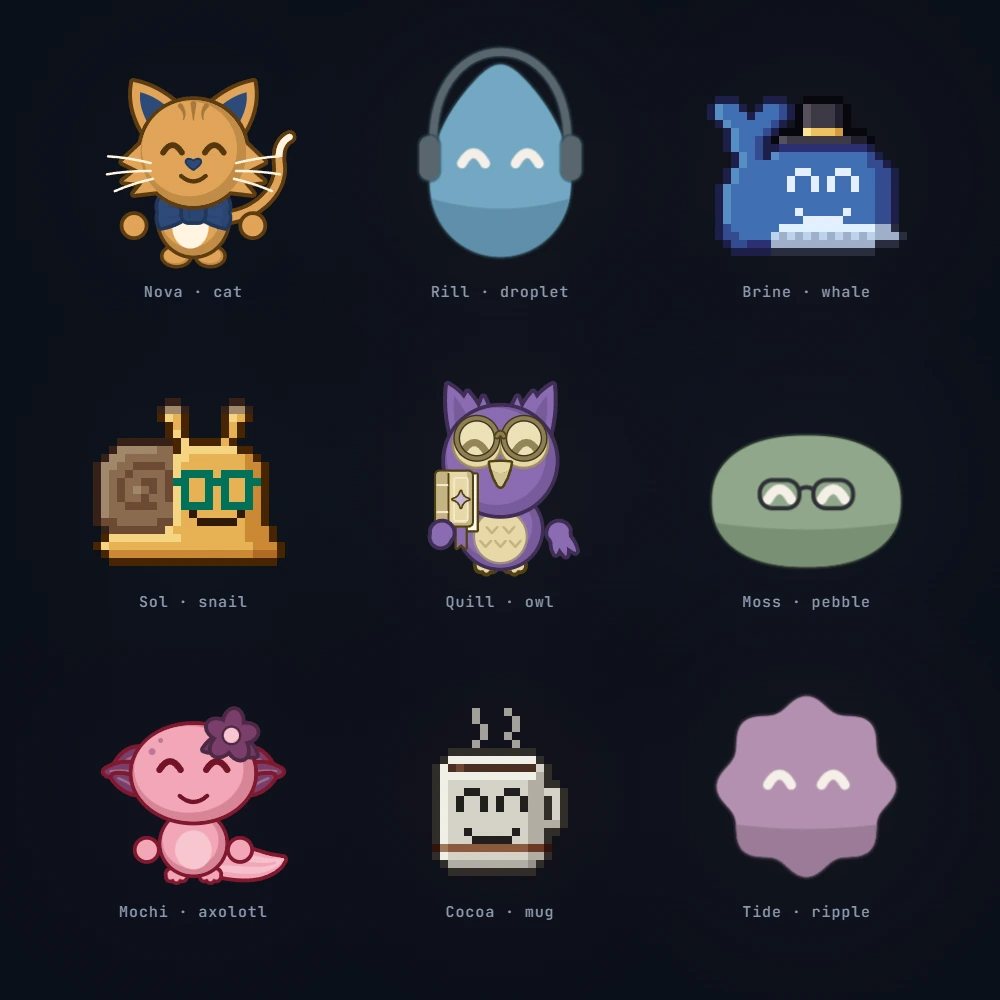 Nova · cat
Rill · droplet
Brine · whale
Sol · snail
Quill · owl
Moss · pebble
Mochi · axolotl
Cocoa · mug
Tide · ripple